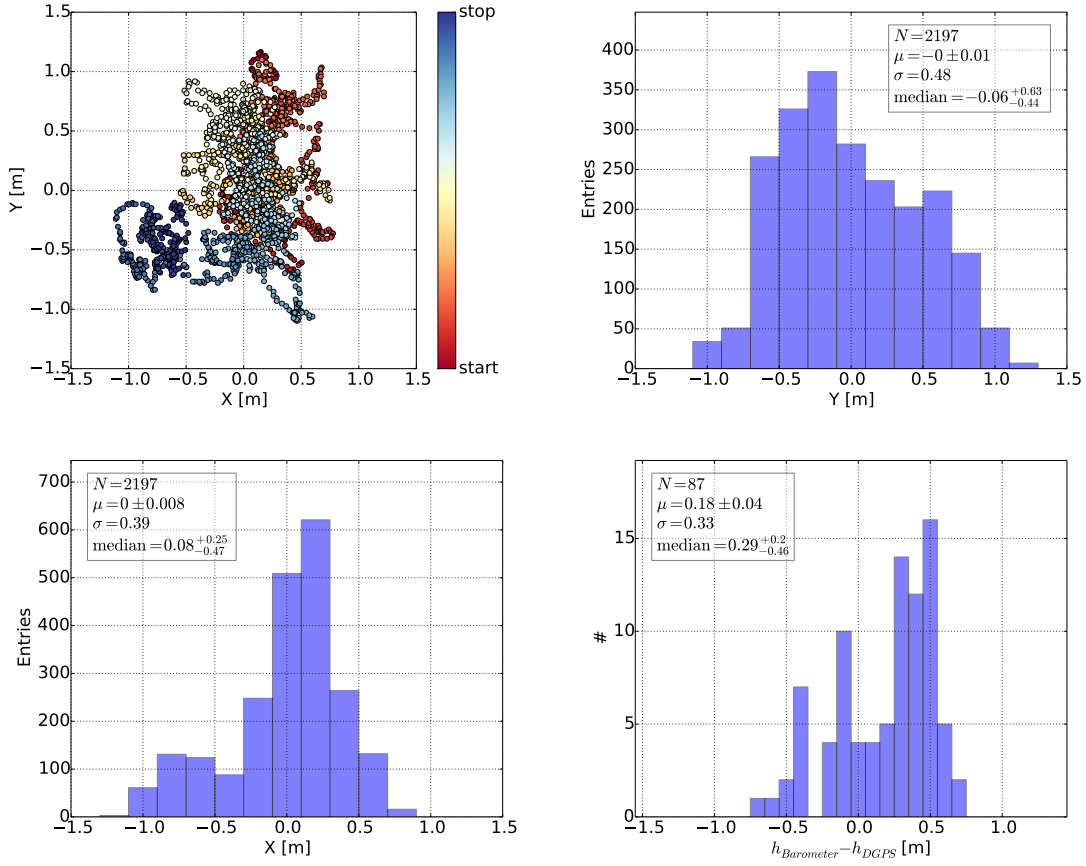 1.5
1.0
0.5
0.0
−0.5
−1.0
−1.5
Y [m]
−1.5 −1.0 −0.5 0.0 0.5 1.0 1.5
X [m]
stop
start
400
350
300
250
200
150
100
50
0
Entries
N=2197
μ=−0 ±0.01
σ=0.48
median=−0.06 +0.63 −0.44
−1.5 −1.0 −0.5 0.0 0.5 1.0 1.5
Y [m]
700
600
500
400
300
200
100
0
Entries
N=2197
μ=0 ±0.008
σ=0.39
median=0.08 +0.25 −0.47
−1.5 −1.0 −0.5 0.0 0.5 1.0 1.5
X [m]
15
10
5
0
#
N=87
μ=0.18 ±0.04
σ=0.33
median=0.29 +0.2 −0.46
−1.5 −1.0 −0.5 0.0 0.5 1.0
h_Barometer−h_DGPS [m]